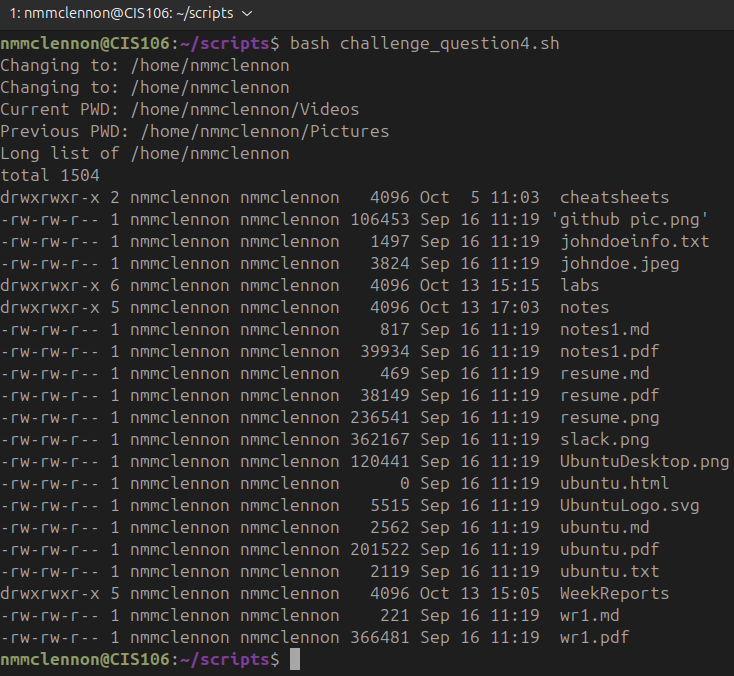 1: nmmclennon@CIS106: ~/scripts
nmmclennon@CIS106:~/scripts$ bash challenge_question4.sh
Changing to: /home/nmmclennon
Changing to: /home/nmmclennon
Current PWD: /home/nmmclennon/Videos
Previous PWD: /home/nmmclennon/Pictures
Long list of /home/nmmclennon
total 1504
drwxrwxr-x 2 nmmclennon nmmclennon   4096 Oct  5 11:03  cheatsheets
-rw-rw-r-- 1 nmmclennon nmmclennon 106453 Sep 16 11:19 'github pic.png'
-rw-rw-r-- 1 nmmclennon nmmclennon   1497 Sep 16 11:19  johndoeinfo.txt
-rw-rw-r-- 1 nmmclennon nmmclennon   3824 Sep 16 11:19  johndoe.jpeg
drwxrwxr-x 6 nmmclennon nmmclennon   4096 Oct 13 15:15  labs
drwxrwxr-x 5 nmmclennon nmmclennon   4096 Oct 13 17:03  notes
-rw-rw-r-- 1 nmmclennon nmmclennon    817 Sep 16 11:19  notes1.md
-rw-rw-r-- 1 nmmclennon nmmclennon  39934 Sep 16 11:19  notes1.pdf
-rw-rw-r-- 1 nmmclennon nmmclennon    469 Sep 16 11:19  resume.md
-rw-rw-r-- 1 nmmclennon nmmclennon  38149 Sep 16 11:19  resume.pdf
-rw-rw-r-- 1 nmmclennon nmmclennon 236541 Sep 16 11:19  resume.png
-rw-rw-r-- 1 nmmclennon nmmclennon 362167 Sep 16 11:19  slack.png
-rw-rw-r-- 1 nmmclennon nmmclennon 120441 Sep 16 11:19  UbuntuDesktop.png
-rw-rw-r-- 1 nmmclennon nmmclennon      0 Sep 16 11:19  ubuntu.html
-rw-rw-r-- 1 nmmclennon nmmclennon   5515 Sep 16 11:19  UbuntuLogo.svg
-rw-rw-r-- 1 nmmclennon nmmclennon   2562 Sep 16 11:19  ubuntu.md
-rw-rw-r-- 1 nmmclennon nmmclennon 201522 Sep 16 11:19  ubuntu.pdf
-rw-rw-r-- 1 nmmclennon nmmclennon   2119 Sep 16 11:19  ubuntu.txt
drwxrwxr-x 5 nmmclennon nmmclennon   4096 Oct 13 15:05  WeekReports
-rw-rw-r-- 1 nmmclennon nmmclennon    221 Sep 16 11:19  wr1.md
-rw-rw-r-- 1 nmmclennon nmmclennon 366481 Sep 16 11:19  wr1.pdf
nmmclennon@CIS106:~/scripts$